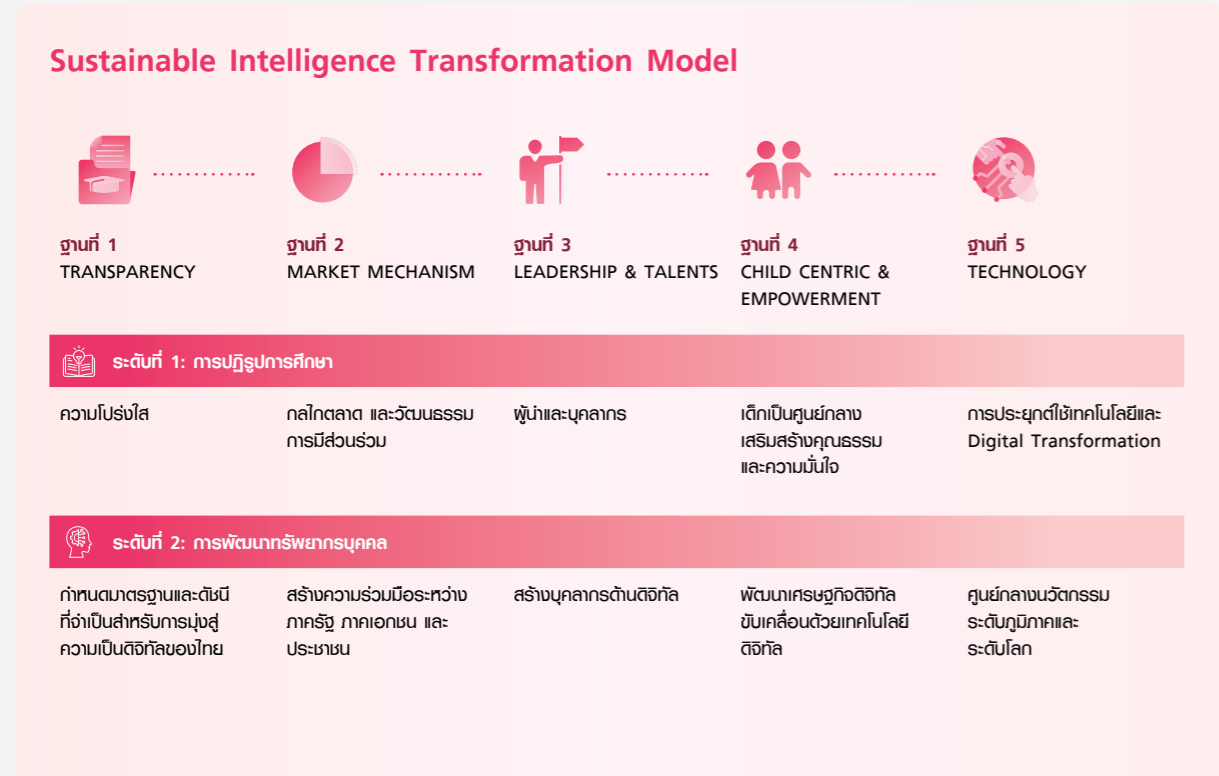 Sustainable Intelligence Transformation Model
ฐานที่ 1
TRANSPARENCY
ฐานที่ 2
MARKET MECHANISM
ฐานที่ 3
LEADERSHIP & TALENTS
ฐานที่ 4
CHILD CENTRIC &
EMPOWERMENT
ฐานที่ 5
TECHNOLOGY
ระดับที่ 1: การปฏิรูปการศึกษา
ความโปร่งใส
กลไกตลาด และวัฒนธรรม
การมีส่วนร่วม
ผู้นำและบุคลากร
เด็กเป็นศูนย์กลาง
เสริมสร้างคุณธรรม
และความมั่นใจ
การประยุกต์ใช้เทคโนโลยีและ
Digital Transformation
ระดับที่ 2: การพัฒนาทรัพยากรบุคคล
กำหนดมาตรฐานและดัชนี
ที่จำเป็นสำหรับการมุ่งสู่
ความเป็นดิจิทัลของไทย
สร้างความร่วมมือระหว่าง
ภาครัฐ ภาคเอกชน และ
ประชาชน
สร้างบุคลากรด้านดิจิทัล
พัฒนาเศรษฐกิจดิจิทัล
ขับเคลื่อนด้วยเทคโนโลยี
ดิจิทัล
ศูนย์กลางนวัตกรรม
ระดับภูมิภาคและ
ระดับโลก